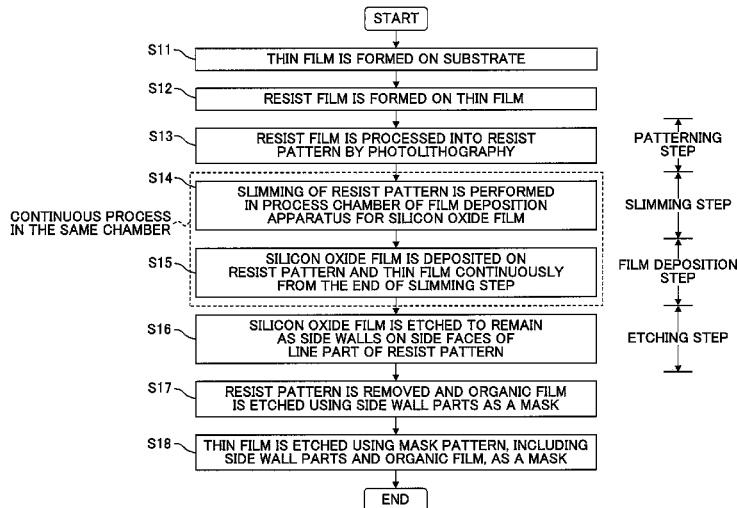 START
S11
THIN FILM IS FORMED ON SUBSTRATE
S12
RESIST FILM IS FORMED ON THIN FILM
S13
RESIST FILM IS PROCESSED INTO RESIST
PATTERN BY PHOTOLITHOGRAPHY
PATTERNING
STEP
S14
SLIMMING OF RESIST PATTERN IS PERFORMED
IN PROCESS CHAMBER OF FILM DEPOSITION
APPARATUS FOR SILICON OXIDE FILM
SLIMMING STEP
CONTINUOUS PROCESS
IN THE SAME CHAMBER
S15
SILICON OXIDE FILM IS DEPOSITED ON
RESIST PATTERN AND THIN FILM CONTINUOUSLY
FROM THE END OF SLIMMING STEP
FILM DEPOSITION
STEP
S16
SILICON OXIDE FILM IS ETCHED TO REMAIN
AS SIDE WALLS ON SIDE FACES OF
LINE PART OF RESIST PATTERN
ETCHING STEP
S17
RESIST PATTERN IS REMOVED AND ORGANIC FILM
IS ETCHED USING SIDE WALL PARTS AS A MASK
S18
THIN FILM IS ETCHED USING MASK PATTERN, INCLUDING
SIDE WALL PARTS AND ORGANIC FILM, AS A MASK
END